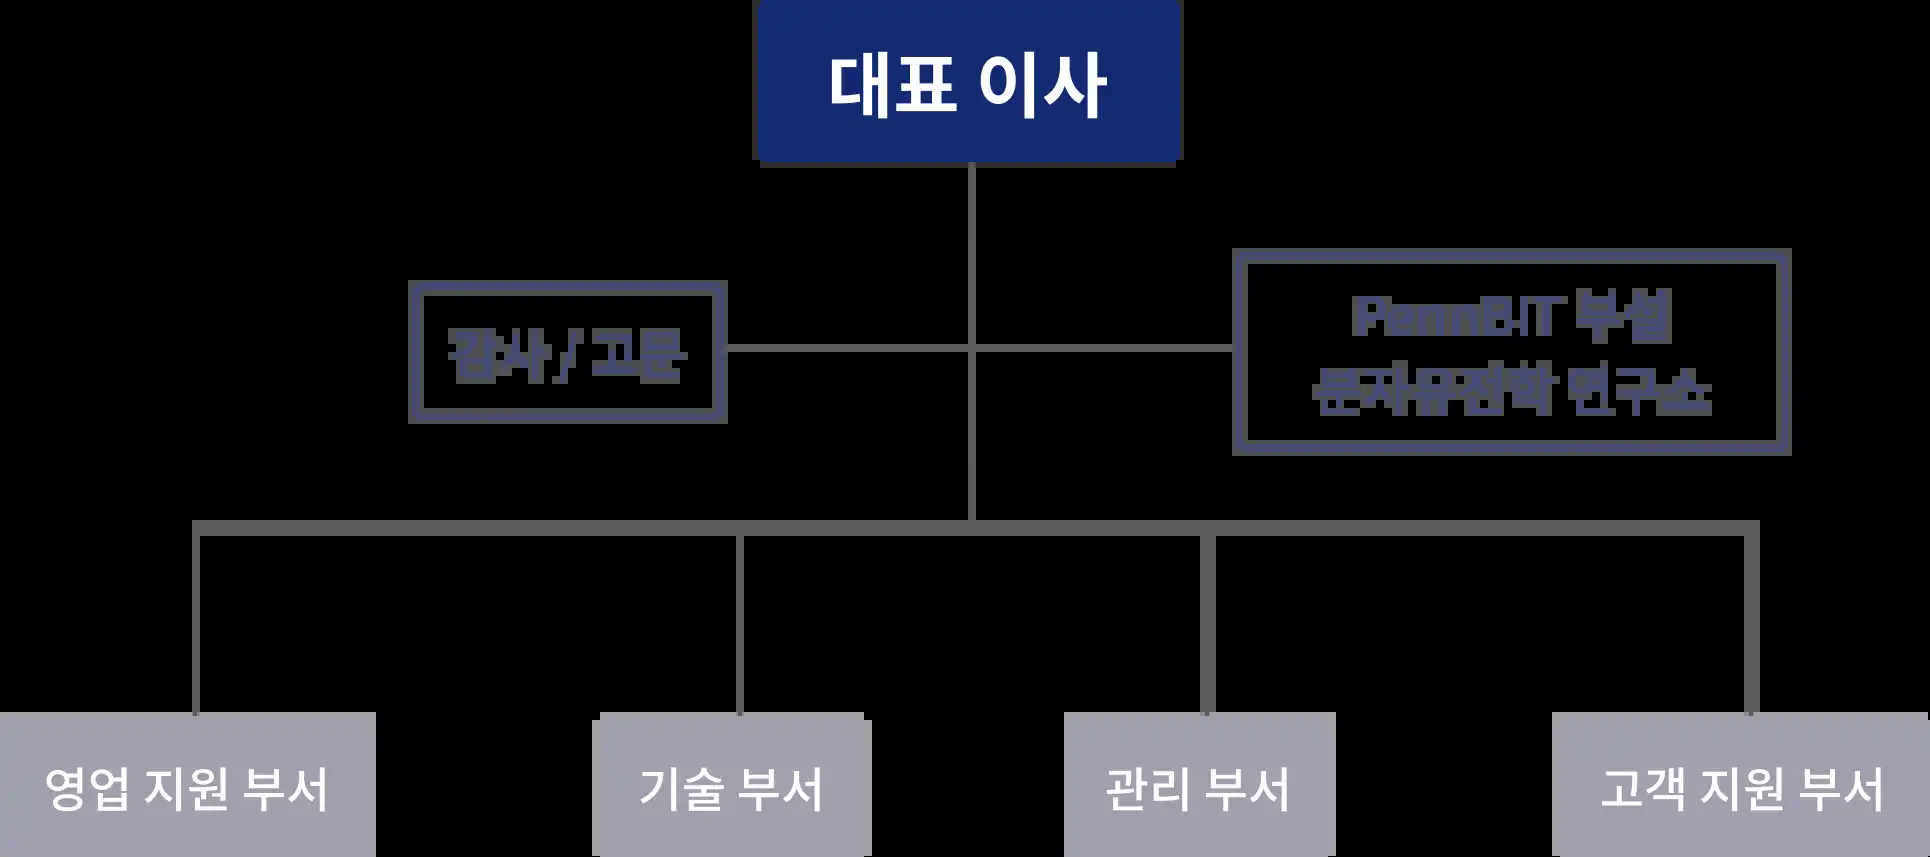 대표 이사
감사 / 고문
PennBIT 부설
분자유전학 연구소
영업 지원 부서
기술 부서
관리 부서
고객 지원 부서